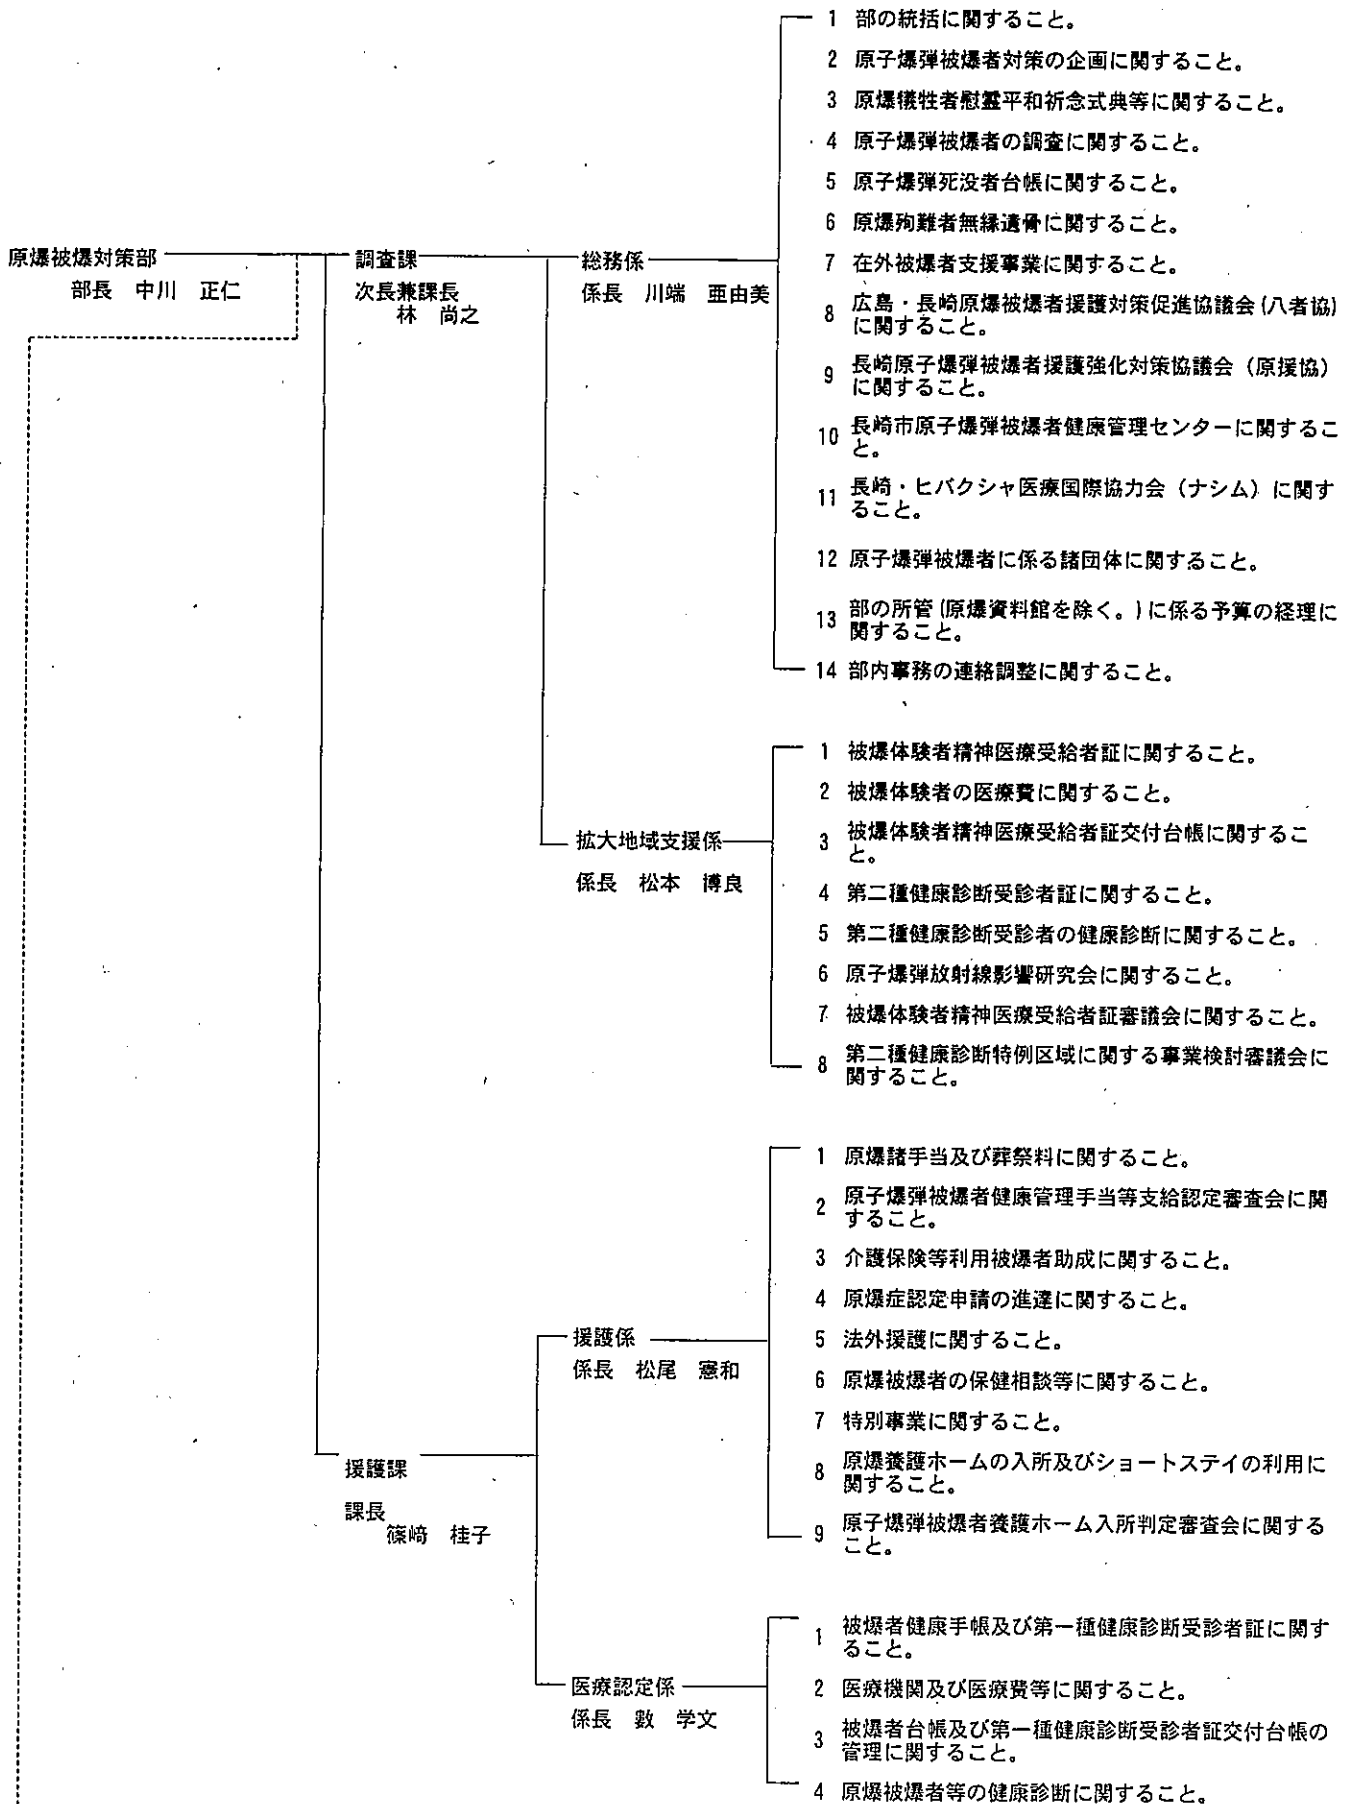 原爆被爆対策部
部長 中川 正仁
調査課
次長兼課長
林 尚之
総務係
係長 川端 亜由美
1 部の統括に関すること。
2 原子爆弾被爆者対策の企画に関すること。
3 原爆犠牲者慰霊平和祈念式典等に関すること。
4 原子爆弾被爆者の調査に関すること。
5 原子爆弾死没者台帳に関すること。
6 原爆殉難者無縁遺骨に関すること。
7 在外被爆者支援事業に関すること。
8 広島・長崎原爆被爆者援護対策促進協議会(八者協)
に関すること。
9 長崎原子爆弾被爆者援護強化対策協議会（原援協）
に関すること。
10 長崎市原子爆弾被爆者健康管理センターに関するこ
と。
11 長崎・ヒバクシャ医療国際協力会（ナシム）に関す
ること。
12 原子爆弾被爆者に係る諸団体に関すること。
13 部の所管(原爆資料館を除く。)に係る予算の経理に
関すること。
14 部内事務の連絡調整に関すること。
拡大地域支援係
係長 松本 博良
1 被爆体験者精神医療受給者証に関すること。
2 被爆体験者の医療費に関すること。
3 被爆体験者精神医療受給者証交付台帳に関するこ
と。
4 第二種健康診断受診者証に関すること。
5 第二種健康診断受診者の健康診断に関すること。
6 原子爆弾放射線影響研究会に関すること。
7 被爆体験者精神医療受給者証審議会に関すること。
8 第二種健康診断特例区域に関する事業検討審議会に
関すること。
援護課
課長
篠﨑 桂子
援護係
係長 松尾 憲和
1 原爆諸手当及び葬祭料に関すること。
2 原子爆弾被爆者健康管理手当等支給認定審査会に関
すること。
3 介護保険等利用被爆者助成に関すること。
4 原爆症認定申請の進達に関すること。
5 法外援護に関すること。
6 原爆被爆者の保健相談等に関すること。
7 特別事業に関すること。
8 原爆養護ホームの入所及びショートステイの利用に
関すること。
9 原子爆弾被爆者養護ホーム入所判定審査会に関する
こと。
医療認定係
係長 數 学文
1 被爆者健康手帳及び第一種健康診断受診者証に関す
ること。
2 医療機関及び医療費等に関すること。
3 被爆者台帳及び第一種健康診断受診者証交付台帳の
管理に関すること。
4 原爆被爆者等の健康診断に関すること。